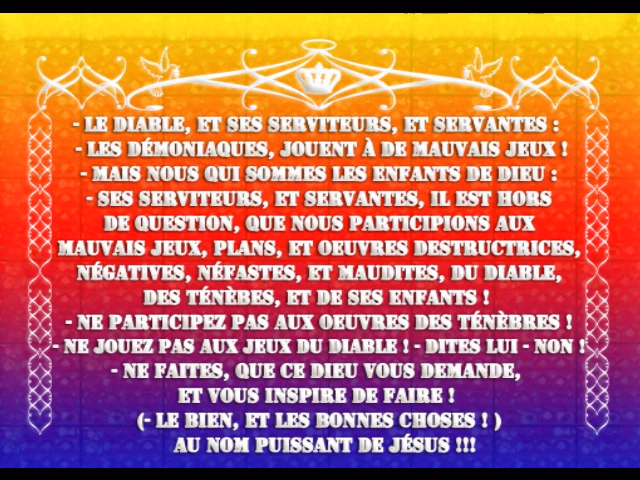 - LE DIABLE, ET SES SERVITEURS, ET SERVANTES :
- LES DÉMONIAQUES, JOUENT À DE MAUVAIS JEUX !
- MAIS NOUS QUI SOMMES LES ENFANTS DE DIEU :
- SES SERVITEURS, ET SERVANTES, IL EST HORS
DE QUESTION, QUE NOUS PARTICIPIONS AUX
MAUVAIS JEUX, PLANS, ET OEUVRES DESTRUCTRICES,
NÉGATIVES, NÉFASTES, ET MAUDITES, DU DIABLE,
DES TÉNÈBES, ET DE SES ENFANTS !
- NE PARTICIPEZ PAS AUX OEUVRES DES TÉNÈBRES !
- NE JOUEZ PAS AUX JEUX DU DIABLE ! - DITES LUI - NON !
- NE FAITES, QUE CE DIEU VOUS DEMANDE,
ET VOUS INSPIRE DE FAIRE !
(- LE BIEN, ET LES BONNES CHOSES ! )
AU NOM PUISSANT DE JÉSUS !!!